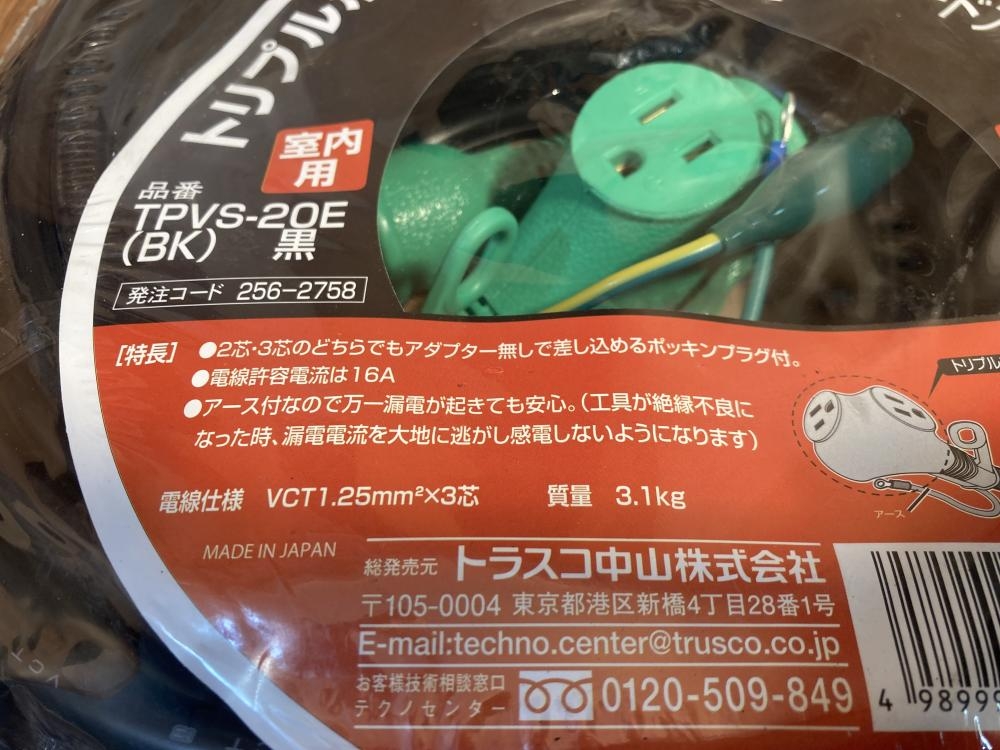 トリプル
室内
用
品番
TPVS-20E
(BK) 黒
発注コード 256-2758
[特長] ●2芯・3芯のどちらでもアダプター無しで差し込めるポッキンプラグ付。
●電線許容電流は16A
●アース付なので万一漏電が起きても安心。(工具が絶縁不良に
なった時、漏電電流を大地に逃がし感電しないようになります)
トリプル
アース
電線仕様 VCT1.25mm²×3芯 質量 3.1kg
MADE IN JAPAN
総発売元 トラスコ中山株式会社
〒105-0004 東京都港区新橋4丁目28番1号
E-mail:techno.center@trusco.co.jp
お客様技術相談窓口
テクノセンター 0120-509-849
4 98999